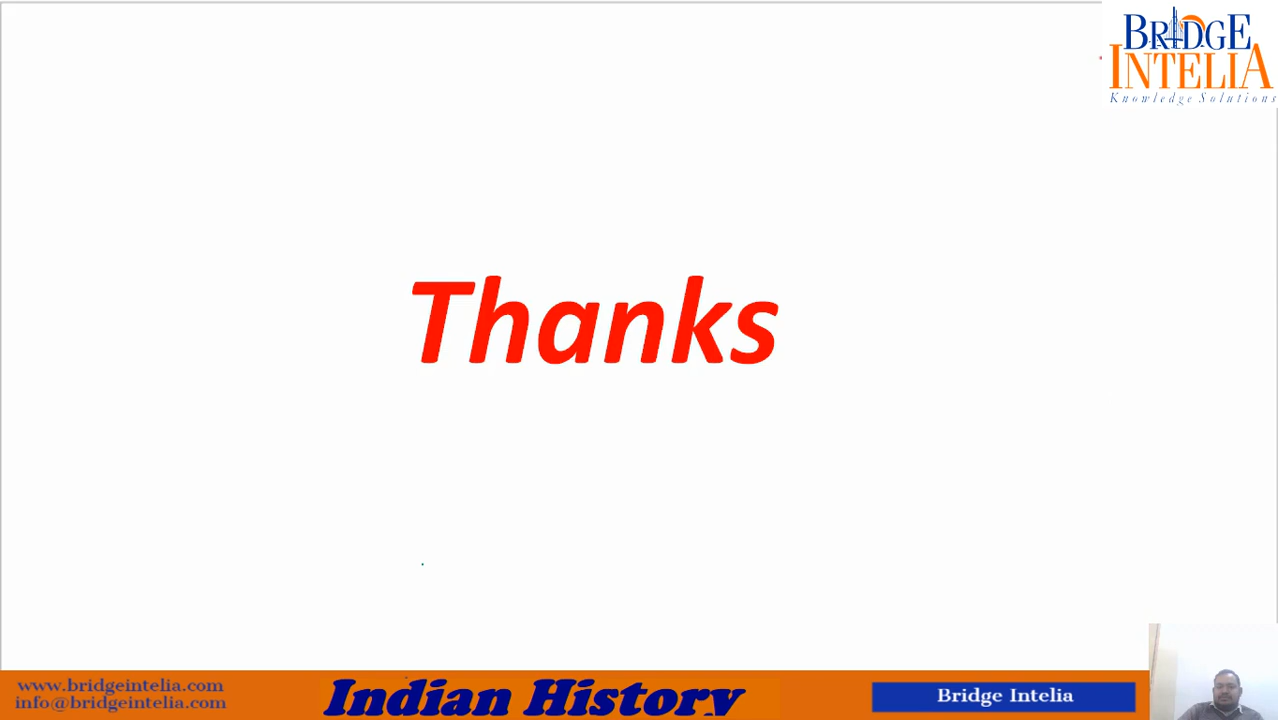 BRIDGE
INTELIA
Knowledge Solutions
Thanks
www.bridgeintelia.com
info@bridgeintelia.com
Indian History
Bridge Intelia